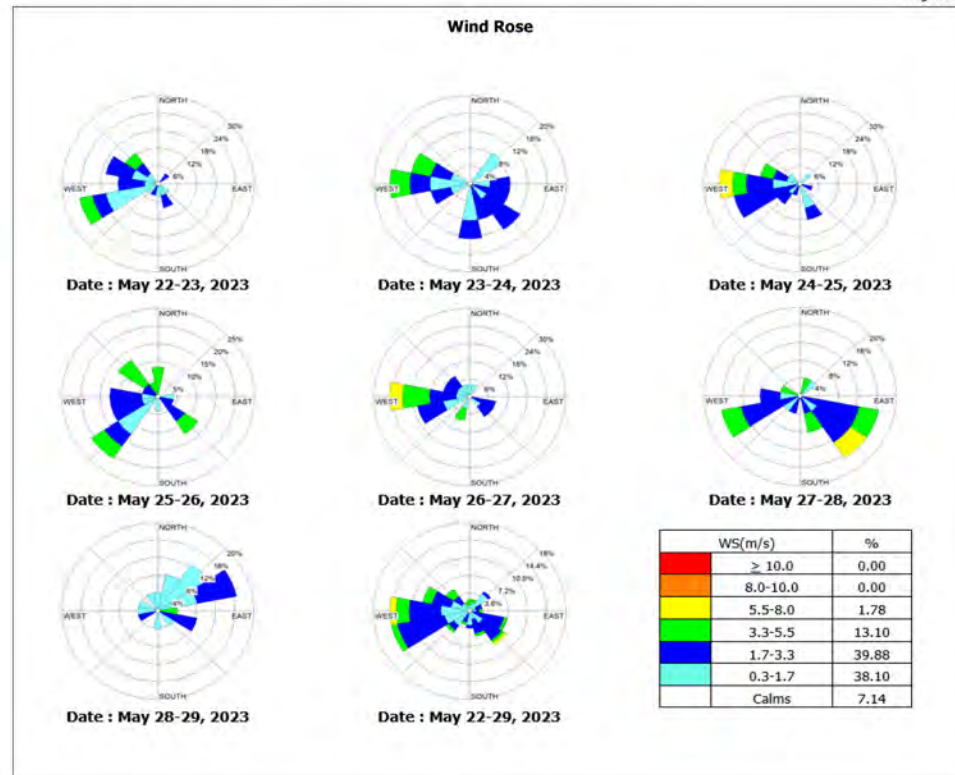 Wind Rose
NORTH
30%
24%
18%
12%
6%
WEST
EAST
SOUTH
Date : May 22-23, 2023
NORTH
20%
16%
12%
8%
4%
WEST
EAST
SOUTH
Date : May 23-24, 2023
NORTH
30%
24%
18%
12%
6%
WEST
EAST
SOUTH
Date : May 24-25, 2023
NORTH
25%
20%
15%
10%
5%
WEST
EAST
SOUTH
Date : May 25-26, 2023
NORTH
30%
24%
18%
12%
6%
WEST
EAST
SOUTH
Date : May 26-27, 2023
NORTH
20%
16%
12%
8%
4%
WEST
EAST
SOUTH
Date : May 27-28, 2023
NORTH
20%
16%
12%
8%
4%
WEST
EAST
SOUTH
Date : May 28-29, 2023
NORTH
18%
14.4%
10.8%
7.2%
3.6%
WEST
EAST
SOUTH
Date : May 22-29, 2023
WS(m/s) %
≥ 10.0 0.00
8.0-10.0 0.00
5.5-8.0 1.78
3.3-5.5 13.10
1.7-3.3 39.88
0.3-1.7 38.10
Calms 7.14